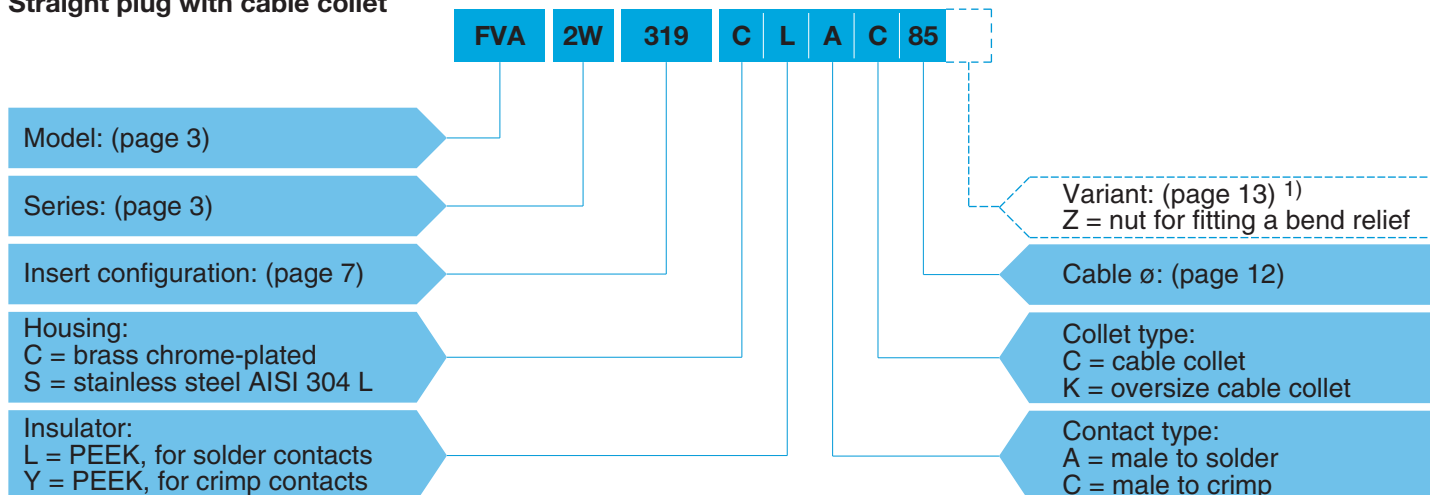 Straight plug with cable collet
FVA 2W 319 C L A C 85
Model: (page 3)
Series: (page 3)
Insert configuration: (page 7)
Housing:
C = brass chrome-plated
S = stainless steel AISI 304 L
Insulator:
L = PEEK, for solder contacts
Y = PEEK, for crimp contacts
Variant: (page 13) 1)
Z = nut for fitting a bend relief
Cable ø: (page 12)
Collet type:
C = cable collet
K = oversize cable collet
Contact type:
A = male to solder
C = male to crimp